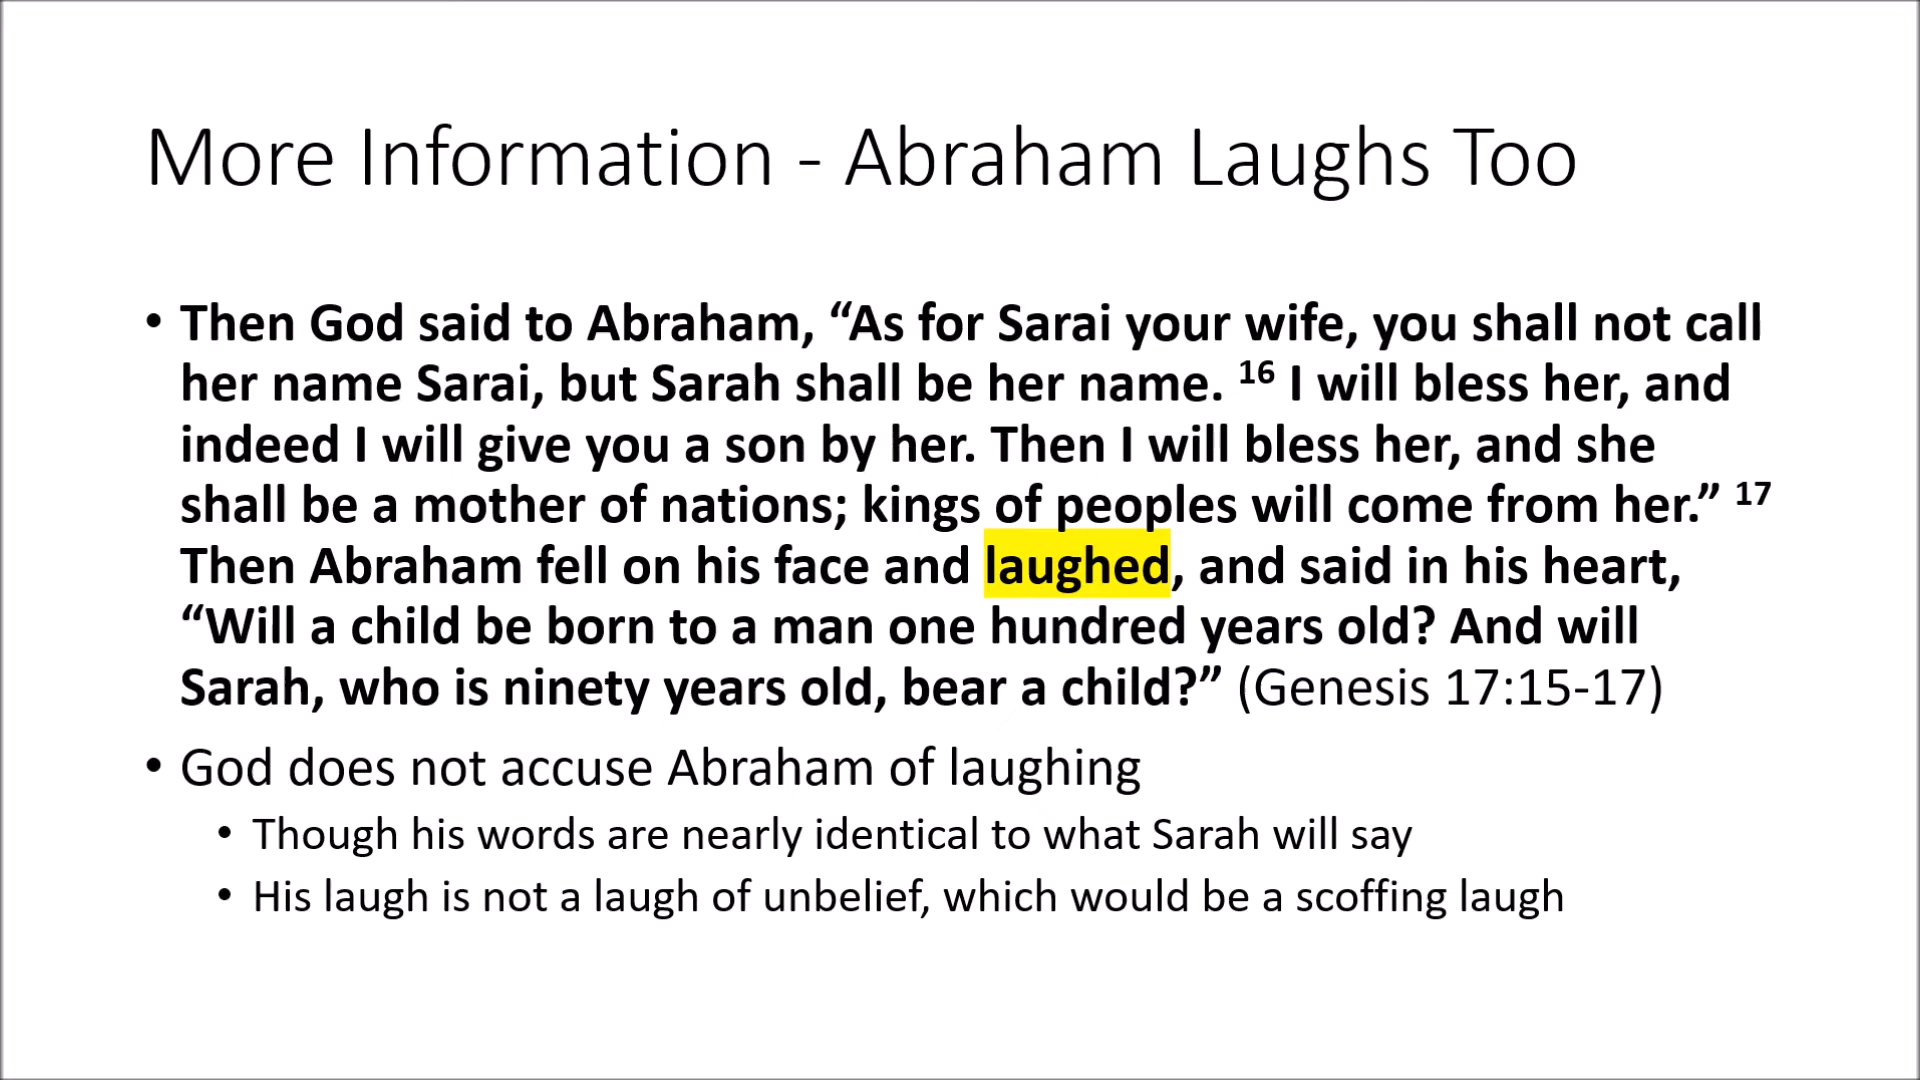 More Information - Abraham Laughs Too
• Then God said to Abraham, “As for Sarai your wife, you shall not call
her name Sarai, but Sarah shall be her name. 16 I will bless her, and
indeed I will give you a son by her. Then I will bless her, and she
shall be a mother of nations; kings of peoples will come from her.” 17
Then Abraham fell on his face and laughed, and said in his heart,
“Will a child be born to a man one hundred years old? And will
Sarah, who is ninety years old, bear a child?” (Genesis 17:15-17)
• God does not accuse Abraham of laughing
• Though his words are nearly identical to what Sarah will say
• His laugh is not a laugh of unbelief, which would be a scoffing laugh